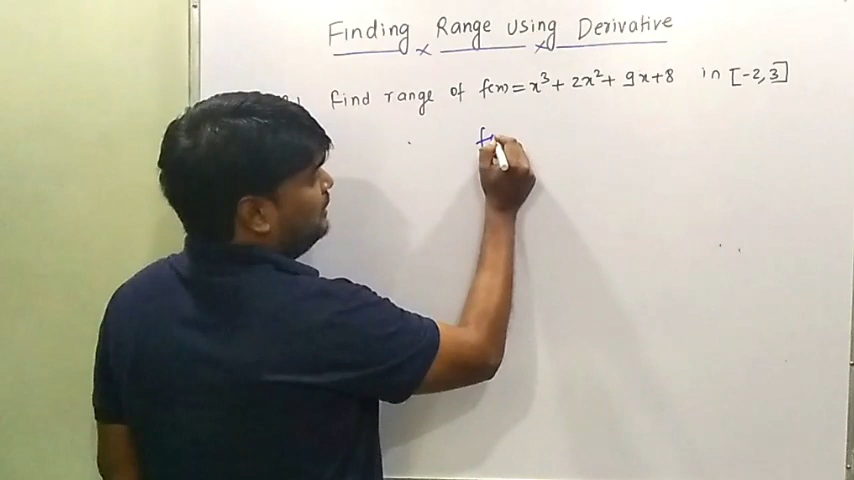 Finding Range Using Derivative
Find range of f(x) = x³ + 2x² + 9x + 8 in [-2, 3]
f